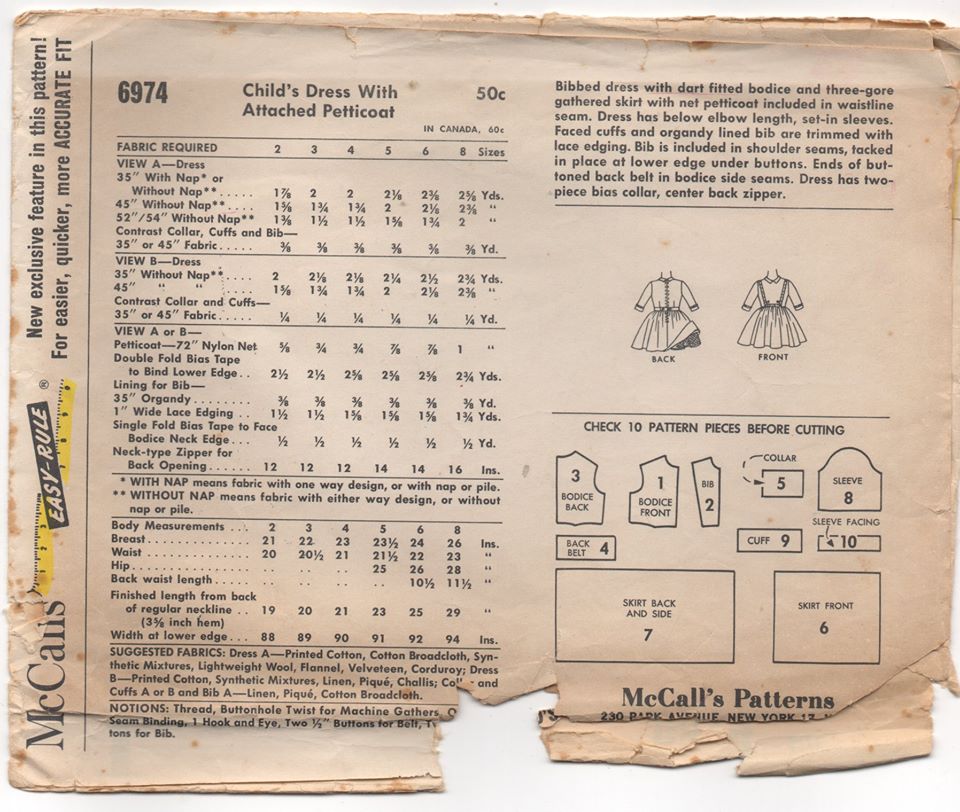 New exclusive feature in this pattern!
For easier, quicker, more ACCURATE FIT
EASY-RULE ®
McCall's
6974 Child's Dress With 50c
Attached Petticoat
IN CANADA, 60c
FABRIC REQUIRED 2 3 4 5 6 8 Sizes
VIEW A—Dress
35" With Nap* or
Without Nap**..... 1⅞ 2 2 2⅛ 2⅜ 2⅝ Yds.
45" Without Nap**.... 1⅝ 1¾ 1¾ 2 2⅛ 2⅜ "
52"/54" Without Nap** 1⅜ 1½ 1½ 1⅝ 1¾ 2 "
Contrast Collar, Cuffs and Bib—
35" or 45" Fabric..... ⅜ ⅜ ⅜ ⅜ ⅜ ⅜ Yd.
VIEW B—Dress
35" Without Nap**.... 2 2⅛ 2⅛ 2¼ 2½ 2¾ Yds.
45" " " .... 1⅝ 1¾ 1¾ 2 2⅛ 2⅜ "
Contrast Collar and Cuffs—
35" or 45" Fabric..... ¼ ¼ ¼ ¼ ¼ ¼ Yd.
VIEW A or B—
Petticoat—72" Nylon Net ⅝ ¾ ¾ ⅞ ⅞ 1 "
Double Fold Bias Tape
to Bind Lower Edge.. 2½ 2½ 2⅝ 2⅝ 2⅝ 2¾ Yds.
Lining for Bib—
35" Organdy ........ ⅜ ⅜ ⅜ ⅜ ⅜ ⅜ Yd.
1" Wide Lace Edging .. 1½ 1½ 1⅝ 1⅝ 1⅝ 1¾ Yds.
Single Fold Bias Tape to Face
Bodice Neck Edge... ½ ½ ½ ½ ½ ½ Yd.
Neck-type Zipper for
Back Opening...... 12 12 12 14 14 16 Ins.
* WITH NAP means fabric with one way design, or with nap or pile.
** WITHOUT NAP means fabric with either way design, or without
nap or pile.
Body Measurements ... 2 3 4 5 6 8
Breast.............. 21 22 23 23½ 24 26 Ins.
Waist .............. 20 20½ 21 21½ 22 23 "
Hip................. .. .. .. 25 26 28 "
Back waist length..... .. .. .. .. 10½ 11½ "
Finished length from back
of regular neckline .. 19 20 21 23 25 29 "
(3⅝ inch hem)
Width at lower edge... 88 89 90 91 92 94 Ins.
SUGGESTED FABRICS: Dress A—Printed Cotton, Cotton Broadcloth, Syn-
thetic Mixtures, Lightweight Wool, Flannel, Velveteen, Corduroy; Dress
B—Printed Cotton, Synthetic Mixtures, Linen, Piqué, Challis; and
Cuffs A or B and Bib A—Linen, Piqué, Cotton Broadcloth.
NOTIONS: Thread, Buttonhole Twist for Machine Gathers,
Seam Binding, 1 Hook and Eye, Two ½" Buttons for Belt,
tons for Bib.
Bibbed dress with dart fitted bodice and three-gore
gathered skirt with net petticoat included in waistline
seam. Dress has below elbow length, set-in sleeves.
Faced cuffs and organdy lined bib are trimmed with
lace edging. Bib is included in shoulder seams, tacked
in place at lower edge under buttons. Ends of but-
toned back belt in bodice side seams. Dress has two-
piece bias collar, center back zipper.
BACK FRONT
CHECK 10 PATTERN PIECES BEFORE CUTTING
3
BODICE
BACK
1
BODICE
FRONT
BIB
2
COLLAR
5
SLEEVE
8
BACK
BELT 4
CUFF 9
SLEEVE FACING
10
SKIRT BACK
AND SIDE
7
SKIRT FRONT
6
McCall's Patterns
230 PARK AVENUE, NEW YORK 17,